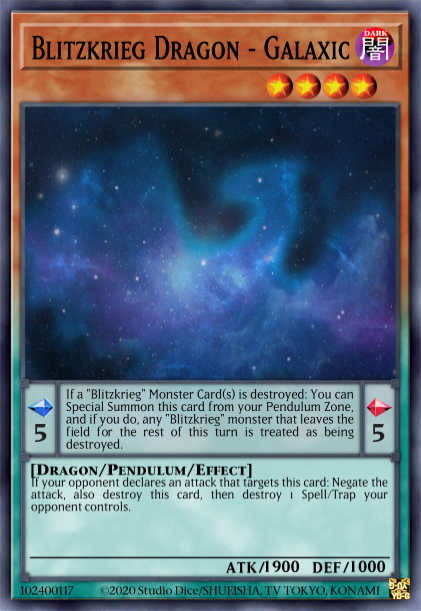 Blitzkrieg Dragon - Galaxic
DARK
闇
If a "Blitzkrieg" Monster Card(s) is destroyed: You can
Special Summon this card from your Pendulum Zone,
and if you do, any "Blitzkrieg" monster that leaves the
field for the rest of this turn is treated as being
destroyed.
5
5
[Dragon/Pendulum/Effect]
If your opponent declares an attack that targets this card: Negate the
attack, also destroy this card, then destroy 1 Spell/Trap your
opponent controls.
ATK/1900 DEF/1000
102400117
©2020 Studio Dice/SHUEISHA, TV TOKYO, KONAMI